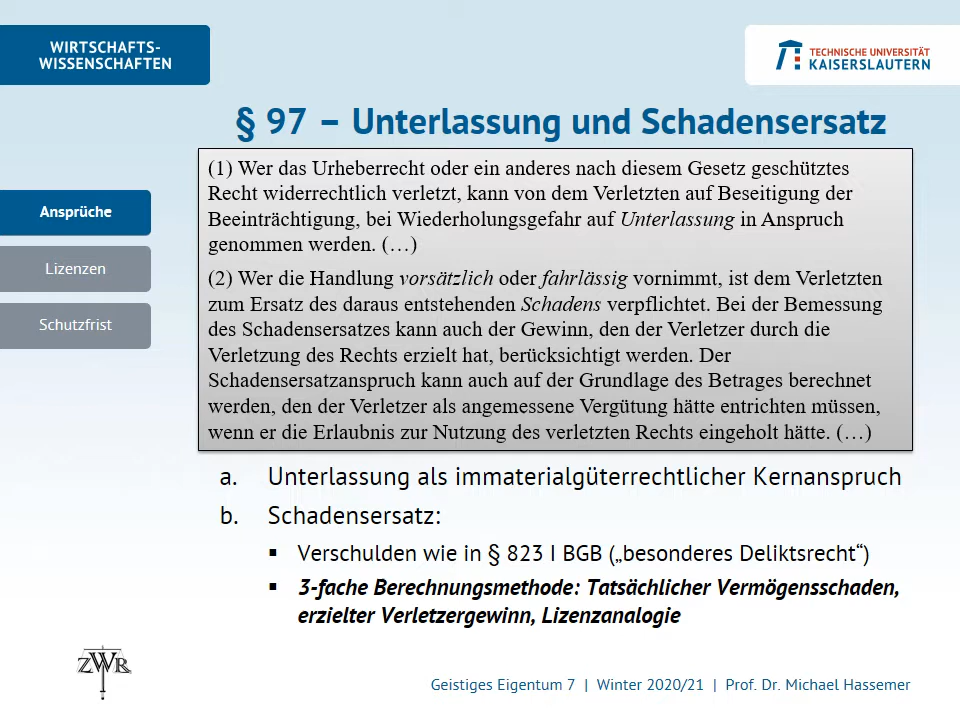 WIRTSCHAFTS-
WISSENSCHAFTEN
TECHNISCHE UNIVERSITÄT
KAISERSLAUTERN
§ 97 – Unterlassung und Schadensersatz
(1) Wer das Urheberrecht oder ein anderes nach diesem Gesetz geschütztes
Recht widerrechtlich verletzt, kann von dem Verletzten auf Beseitigung der
Beeinträchtigung, bei Wiederholungsgefahr auf Unterlassung in Anspruch
genommen werden. (…)
(2) Wer die Handlung vorsätzlich oder fahrlässig vornimmt, ist dem Verletzten
zum Ersatz des daraus entstehenden Schadens verpflichtet. Bei der Bemessung
des Schadensersatzes kann auch der Gewinn, den der Verletzer durch die
Verletzung des Rechts erzielt hat, berücksichtigt werden. Der
Schadensersatzanspruch kann auch auf der Grundlage des Betrages berechnet
werden, den der Verletzer als angemessene Vergütung hätte entrichten müssen,
wenn er die Erlaubnis zur Nutzung des verletzten Rechts eingeholt hätte. (…)
Ansprüche
Lizenzen
Schutzfrist
a. Unterlassung als immaterialgüterrechtlicher Kernanspruch
b. Schadensersatz:
▪ Verschulden wie in § 823 I BGB („besonderes Deliktsrecht“)
▪ 3-fache Berechnungsmethode: Tatsächlicher Vermögensschaden,
erzielter Verletzergewinn, Lizenzanalogie
ZWR
Geistiges Eigentum 7 | Winter 2020/21 | Prof. Dr. Michael Hassemer